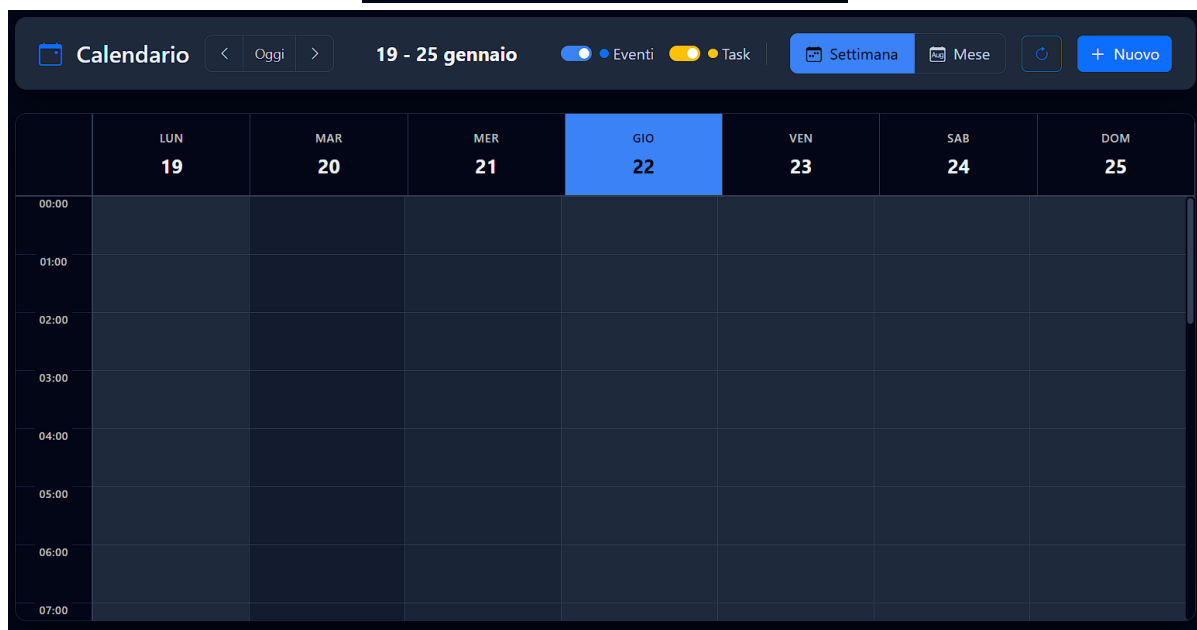 Calendario Oggi 19 - 25 gennaio Eventi Task Settimana Aug Mese + Nuovo
LUN MAR MER GIO VEN SAB DOM
19 20 21 22 23 24 25
00:00
01:00
02:00
03:00
04:00
05:00
06:00
07:00